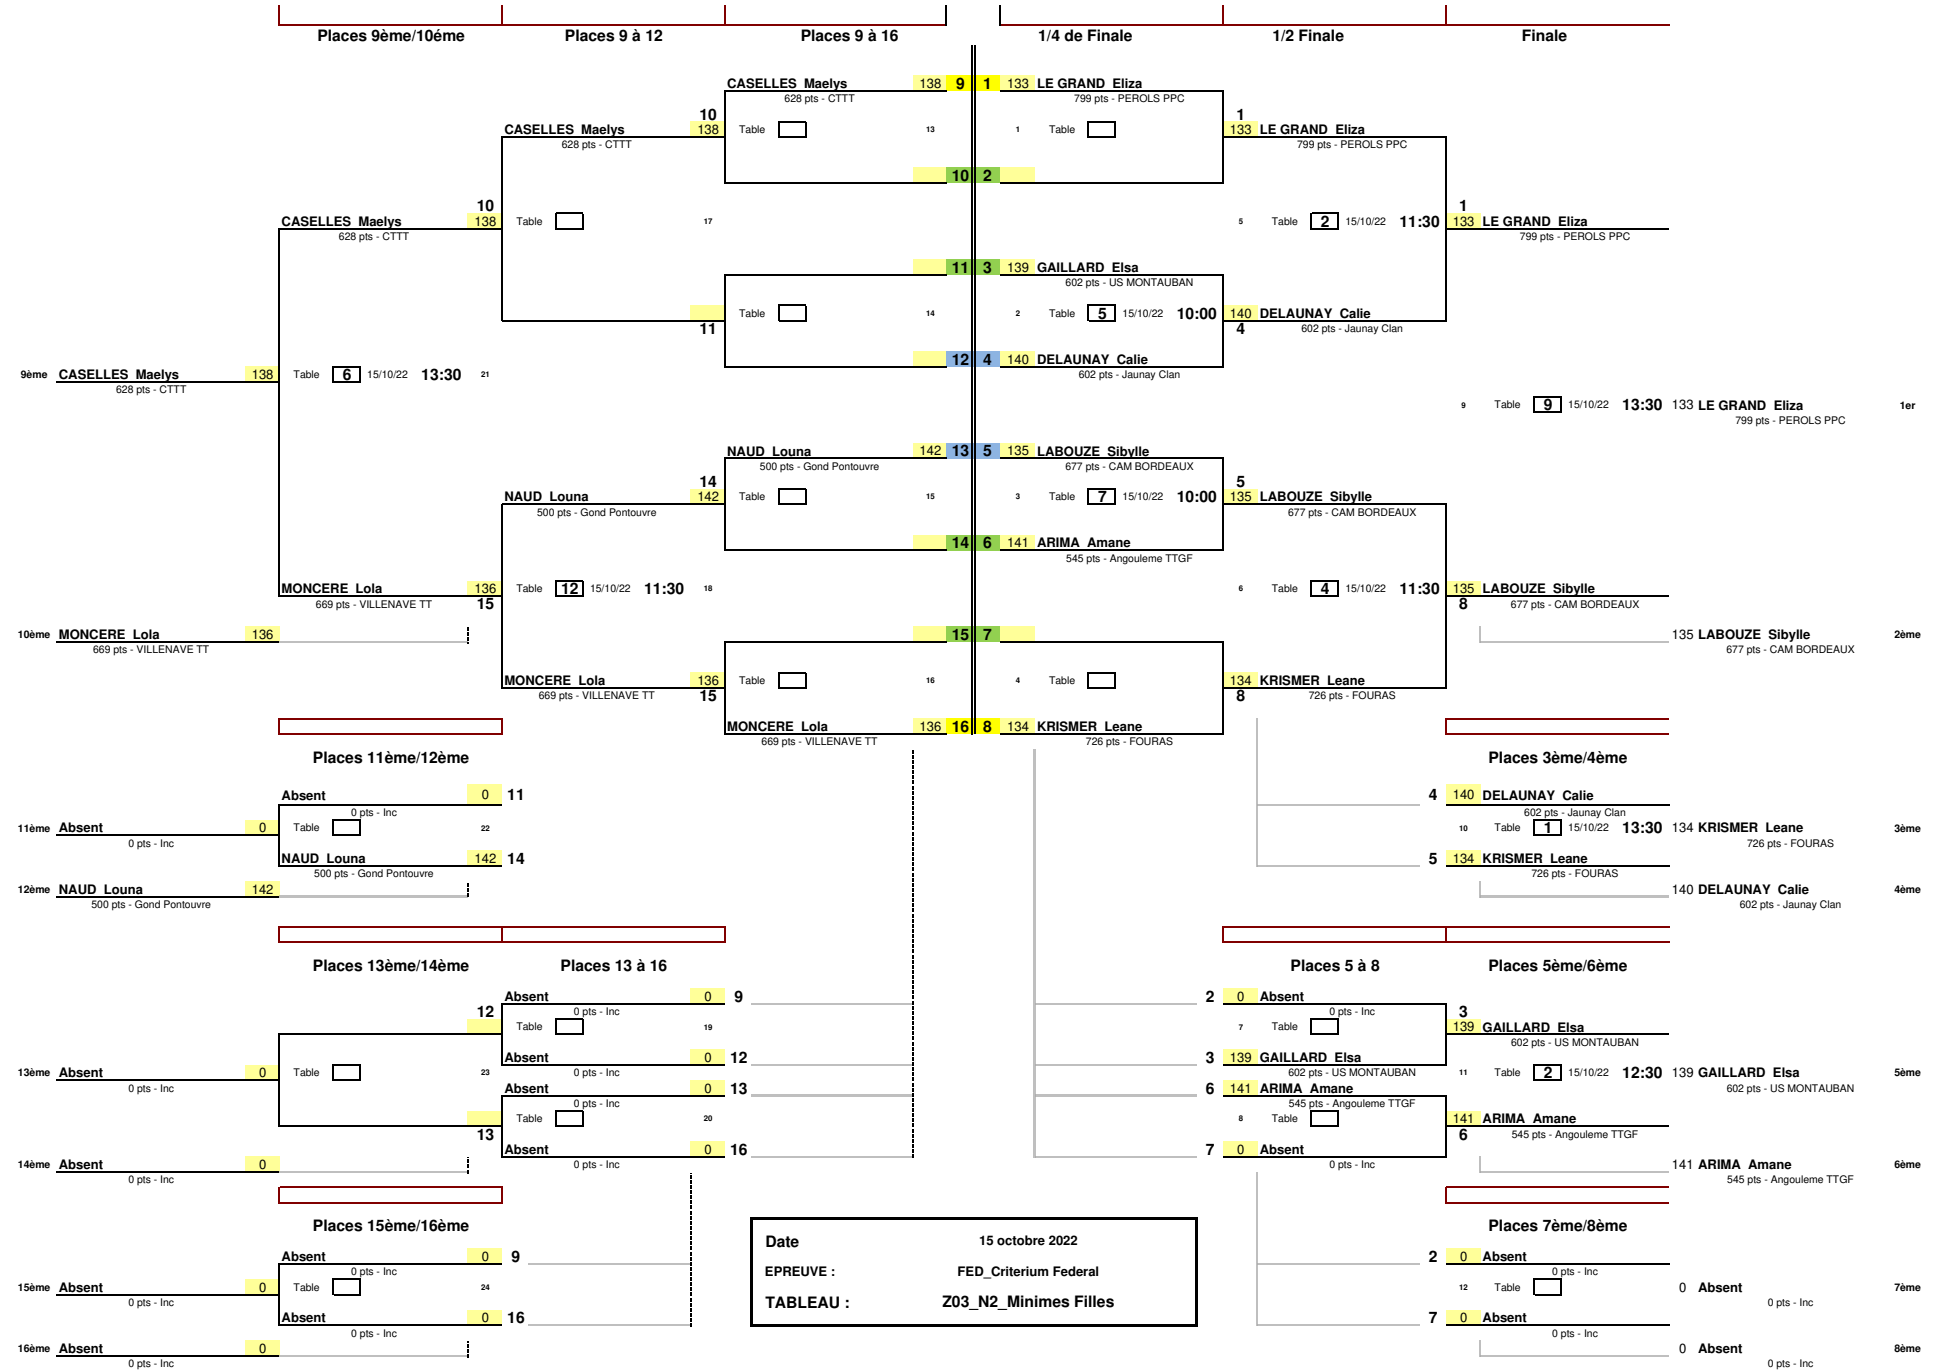 Places 9ème/10éme Places 9 à 12 Places 9 à 16 1/4 de Finale 1/2 Finale Finale
CASELLES Maelys 138 9 1 133 LE GRAND Eliza
628 pts - CTTT 799 pts - PEROLS PPC
10 1
CASELLES Maelys 138 Table 13 1 Table 133 LE GRAND Eliza
628 pts - CTTT 799 pts - PEROLS PPC
10 2
10 1
CASELLES Maelys 138 Table 17 5 Table 2 15/10/22 11:30 133 LE GRAND Eliza
628 pts - CTTT 799 pts - PEROLS PPC
11 3 139 GAILLARD Elsa
602 pts - US MONTAUBAN
Table 14 2 Table 5 15/10/22 10:00 140 DELAUNAY Calie
11 4 602 pts - Jaunay Clan
12 4 140 DELAUNAY Calie
602 pts - Jaunay Clan
9ème CASELLES Maelys 138 Table 6 15/10/22 13:30 21
628 pts - CTTT
9 Table 9 15/10/22 13:30 133 LE GRAND Eliza 1er
799 pts - PEROLS PPC
NAUD Louna 142 13 5 135 LABOUZE Sibylle
500 pts - Gond Pontouvre 677 pts - CAM BORDEAUX
14 5
NAUD Louna 142 Table 15 3 Table 7 15/10/22 10:00 135 LABOUZE Sibylle
500 pts - Gond Pontouvre 677 pts - CAM BORDEAUX
14 6 141 ARIMA Amane
545 pts - Angouleme TTGF
MONCERE Lola 136 Table 12 15/10/22 11:30 18 6 Table 4 15/10/22 11:30 135 LABOUZE Sibylle
669 pts - VILLENAVE TT 15 8 677 pts - CAM BORDEAUX
10ème MONCERE Lola 136 15 7 135 LABOUZE Sibylle 2ème
669 pts - VILLENAVE TT 677 pts - CAM BORDEAUX
MONCERE Lola 136 Table 16 4 Table 134 KRISMER Leane
669 pts - VILLENAVE TT 15 8 726 pts - FOURAS
MONCERE Lola 136 16 8 134 KRISMER Leane
669 pts - VILLENAVE TT 726 pts - FOURAS
Places 11ème/12ème Places 3ème/4ème
Absent 0 11 4 140 DELAUNAY Calie
0 pts - Inc 602 pts - Jaunay Clan
11ème Absent 0 Table 22 10 Table 1 15/10/22 13:30 134 KRISMER Leane 3ème
0 pts - Inc 726 pts - FOURAS
NAUD Louna 142 14 5 134 KRISMER Leane
500 pts - Gond Pontouvre 726 pts - FOURAS
12ème NAUD Louna 142 140 DELAUNAY Calie 4ème
500 pts - Gond Pontouvre 602 pts - Jaunay Clan
Places 13ème/14ème Places 13 à 16 Places 5 à 8 Places 5ème/6ème
Absent 0 9 2 0 Absent
12 0 pts - Inc 0 pts - Inc 3
Table 19 7 Table 139 GAILLARD Elsa
602 pts - US MONTAUBAN
Absent 0 12 3 139 GAILLARD Elsa
0 pts - Inc 602 pts - US MONTAUBAN
13ème Absent 0 Table 23 11 Table 2 15/10/22 12:30 139 GAILLARD Elsa 5ème
0 pts - Inc 602 pts - US MONTAUBAN
Absent 0 13 6 141 ARIMA Amane
0 pts - Inc 545 pts - Angouleme TTGF
Table 20 8 Table 141 ARIMA Amane
13 6 545 pts - Angouleme TTGF
Absent 0 16 7 0 Absent
0 pts - Inc 0 pts - Inc
14ème Absent 0 141 ARIMA Amane 6ème
0 pts - Inc 545 pts - Angouleme TTGF
Places 15ème/16ème Places 7ème/8ème
Date 15 octobre 2022
Absent 0 9 2 0 Absent
0 pts - Inc 0 pts - Inc
EPREUVE : FED_Criterium Federal
15ème Absent 0 Table 24 12 Table 0 Absent 7ème
0 pts - Inc 0 pts - Inc
TABLEAU : Z03_N2_Minimes Filles
Absent 0 16 7 0 Absent
0 pts - Inc 0 pts - Inc
16ème Absent 0 0 Absent 8ème
0 pts - Inc 0 pts - Inc